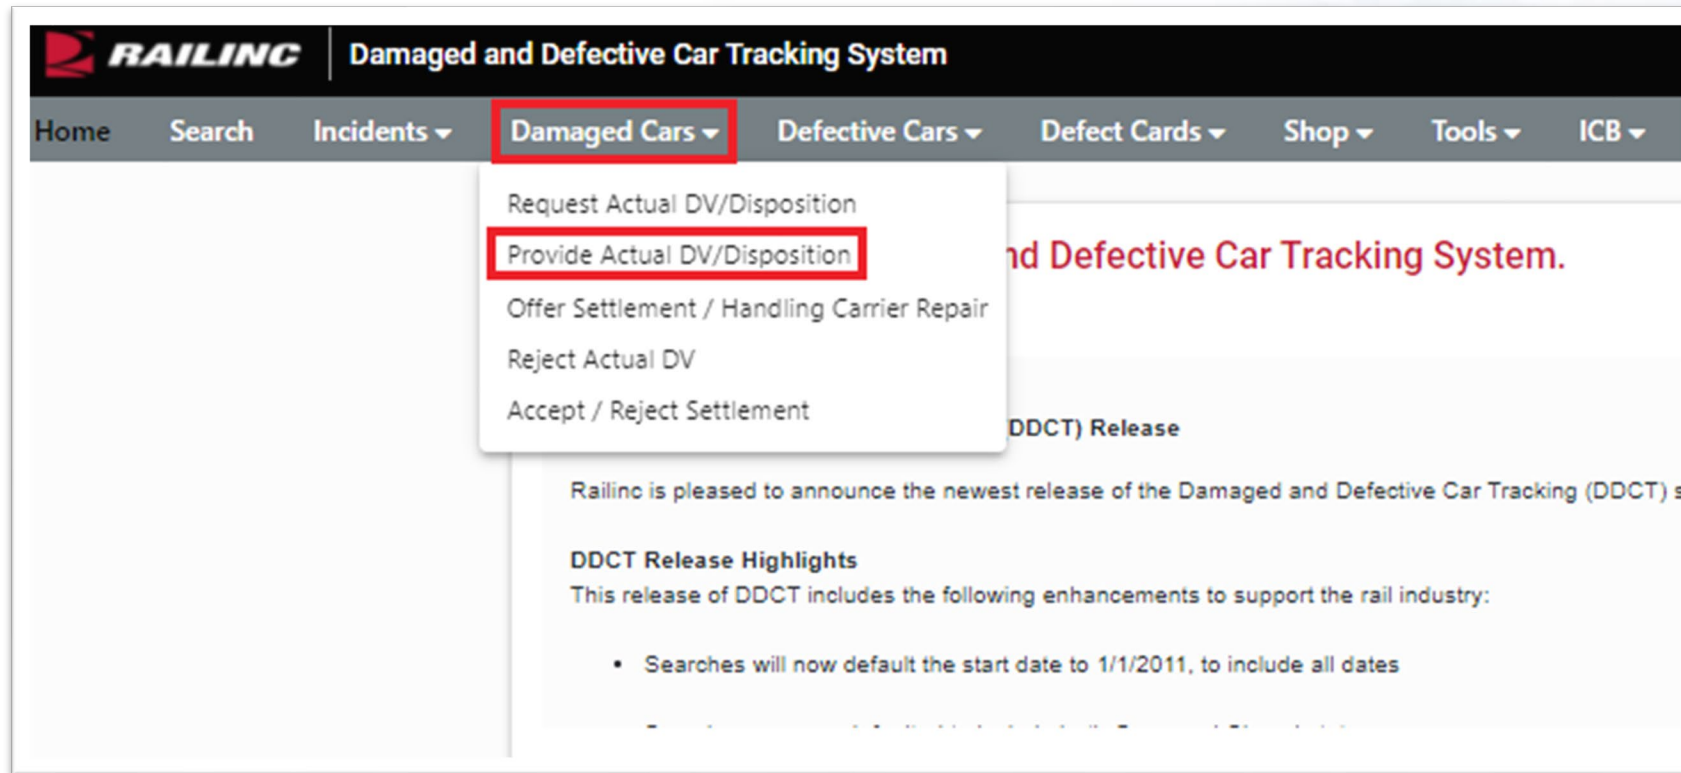 RAILINC Damaged and Defective Car Tracking System
Home Search Incidents Damaged Cars Defective Cars Defect Cards Shop Tools ICB
Request Actual DV/Disposition
Provide Actual DV/Disposition
Offer Settlement / Handling Carrier Repair
Reject Actual DV
Accept / Reject Settlement
nd Defective Car Tracking System.
(DDCT) Release
Railinc is pleased to announce the newest release of the Damaged and Defective Car Tracking (DDCT) s
DDCT Release Highlights
This release of DDCT includes the following enhancements to support the rail industry:
• Searches will now default the start date to 1/1/2011, to include all dates